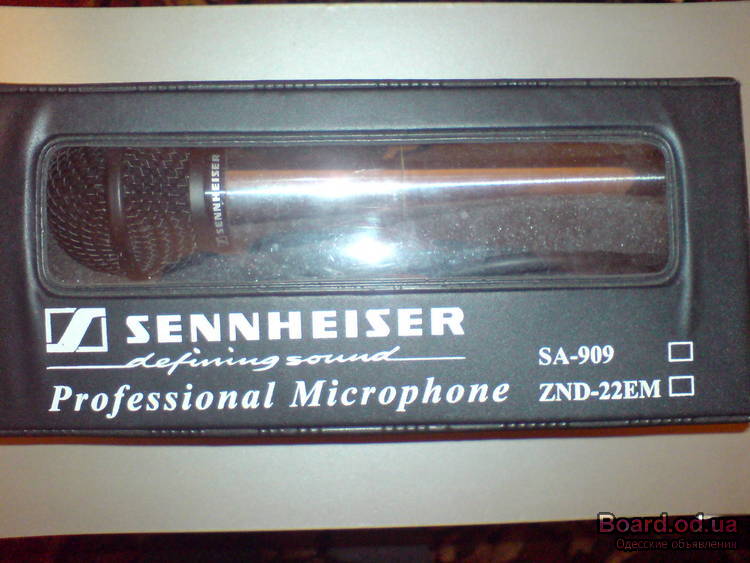 SENNHEISER
SENNHEISER
defining sound
Professional Microphone
SA-909
ZND-22EM
Board.od.ua
Одесские объявления